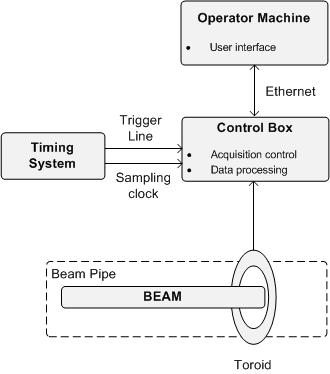 Operator Machine
• User interface
Ethernet
Trigger
Line
Control Box
• Acquisition control
• Data processing
Timing
System
Sampling
clock
Beam Pipe
BEAM
Toroid